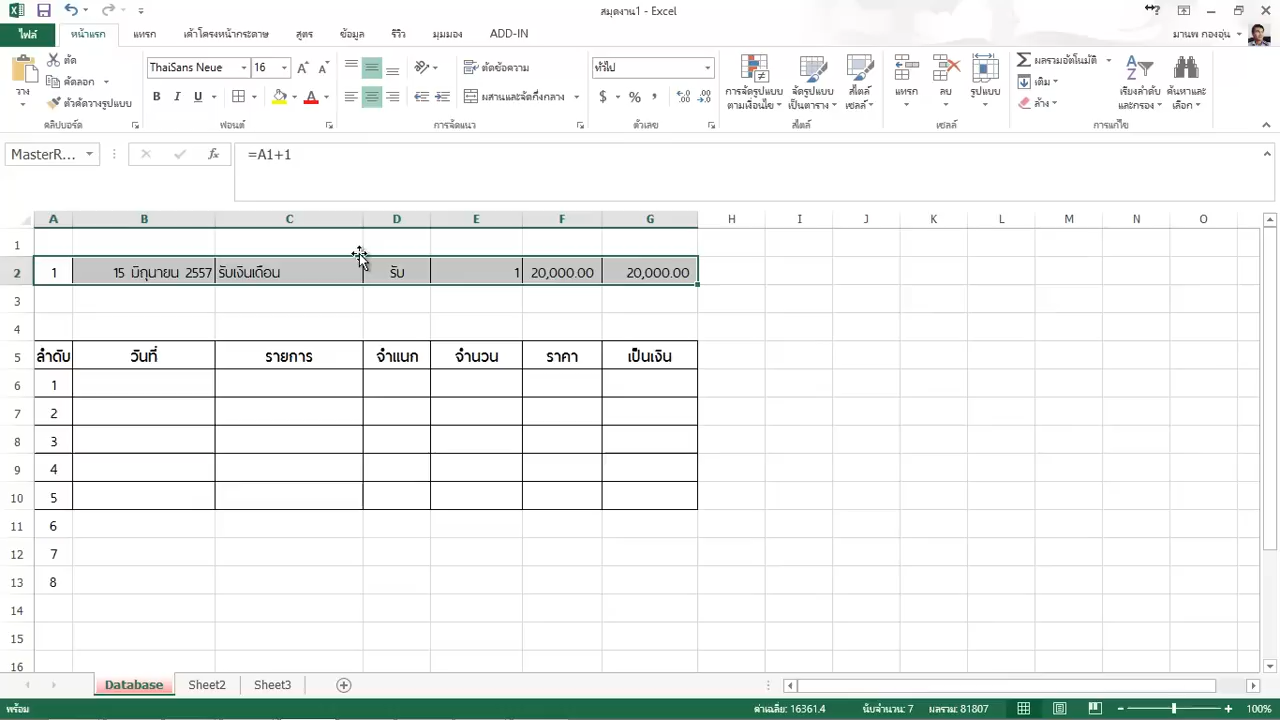 สมุดงาน1 - Excel
ไฟล์ หน้าแรก แทรก เค้าโครงหน้ากระดาษ สูตร ข้อมูล รีวิว มุมมอง ADD-IN มานพ กองอุ่น
วาง
ตัด
คัดลอก
ตัวคัดวางรูปแบบ
คลิปบอร์ด
ThaiSans Neue 16
B I U
ฟอนต์
ตัดข้อความ
ผสานและจัดกึ่งกลาง
การจัดแนว
ทั่วไป
$ % ,
ตัวเลข
การจัดรูปแบบ
ตามเงื่อนไข
จัดรูปแบบ
เป็นตาราง
สไตล์
เซลล์
สไตล์
แทรก ลบ รูปแบบ
เซลล์
ผลรวมอัตโนมัติ
เติม
ล้าง
เรียงลำดับ
และกรอง
ค้นหาและ
เลือก
การแก้ไข
MasterR... fx =A1+1
A B C D E F G H I J K L M N O
1
2 1 15 มิถุนายน 2557 รับเงินเดือน รับ 1 20,000.00 20,000.00
3
4
5 ลำดับ วันที่ รายการ จำแนก จำนวน ราคา เป็นเงิน
6 1
7 2
8 3
9 4
10 5
11 6
12 7
13 8
14
15
16
Database Sheet2 Sheet3
พร้อม ค่าเฉลี่ย: 16361.4 นับจำนวน: 7 ผลรวม: 81807 100%